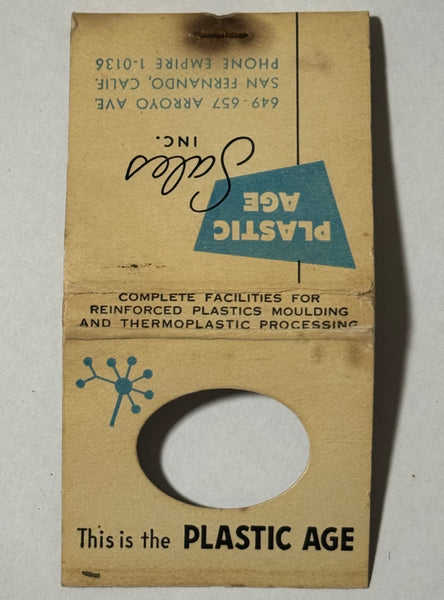 PLASTIC
AGE
Sales
INC.
649-657 ARROYO AVE.
SAN FERNANDO, CALIF.
PHONE EMPIRE 1-0136
COMPLETE FACILITIES FOR
REINFORCED PLASTICS MOULDING
AND THERMOPLASTIC PROCESSING
This is the PLASTIC AGE